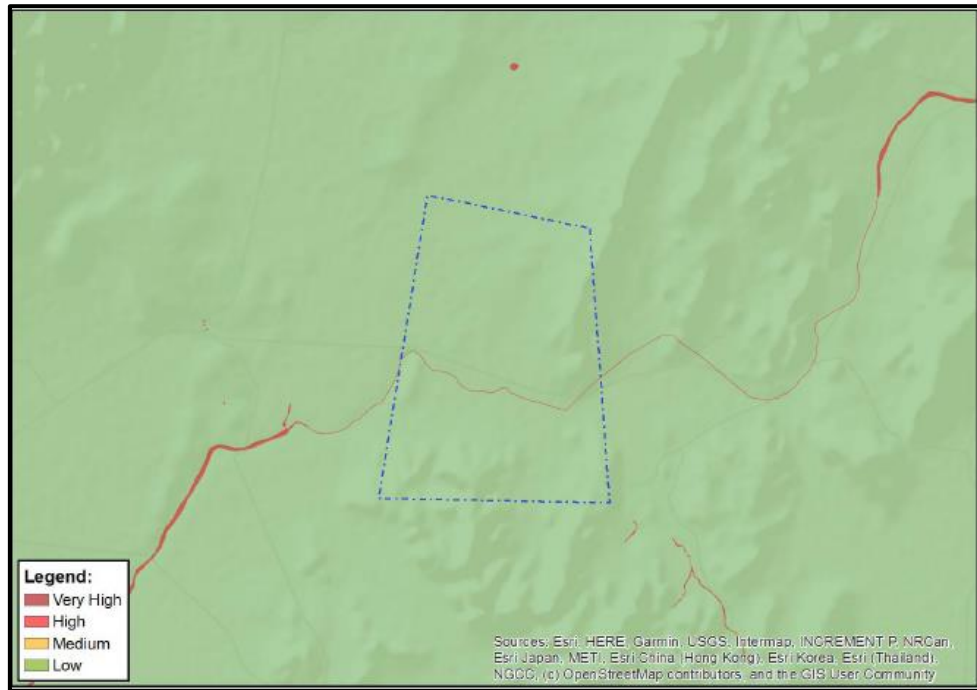 Legend:
Very High
High
Medium
Low
Sources: Esri, HERE, Garmin, USGS, Intermap, INCREMENT P, NRCan,
Esri Japan, METI, Esri China (Hong Kong), Esri Korea, Esri (Thailand),
NGCC, (c) OpenStreetMap contributors, and the GIS User Community